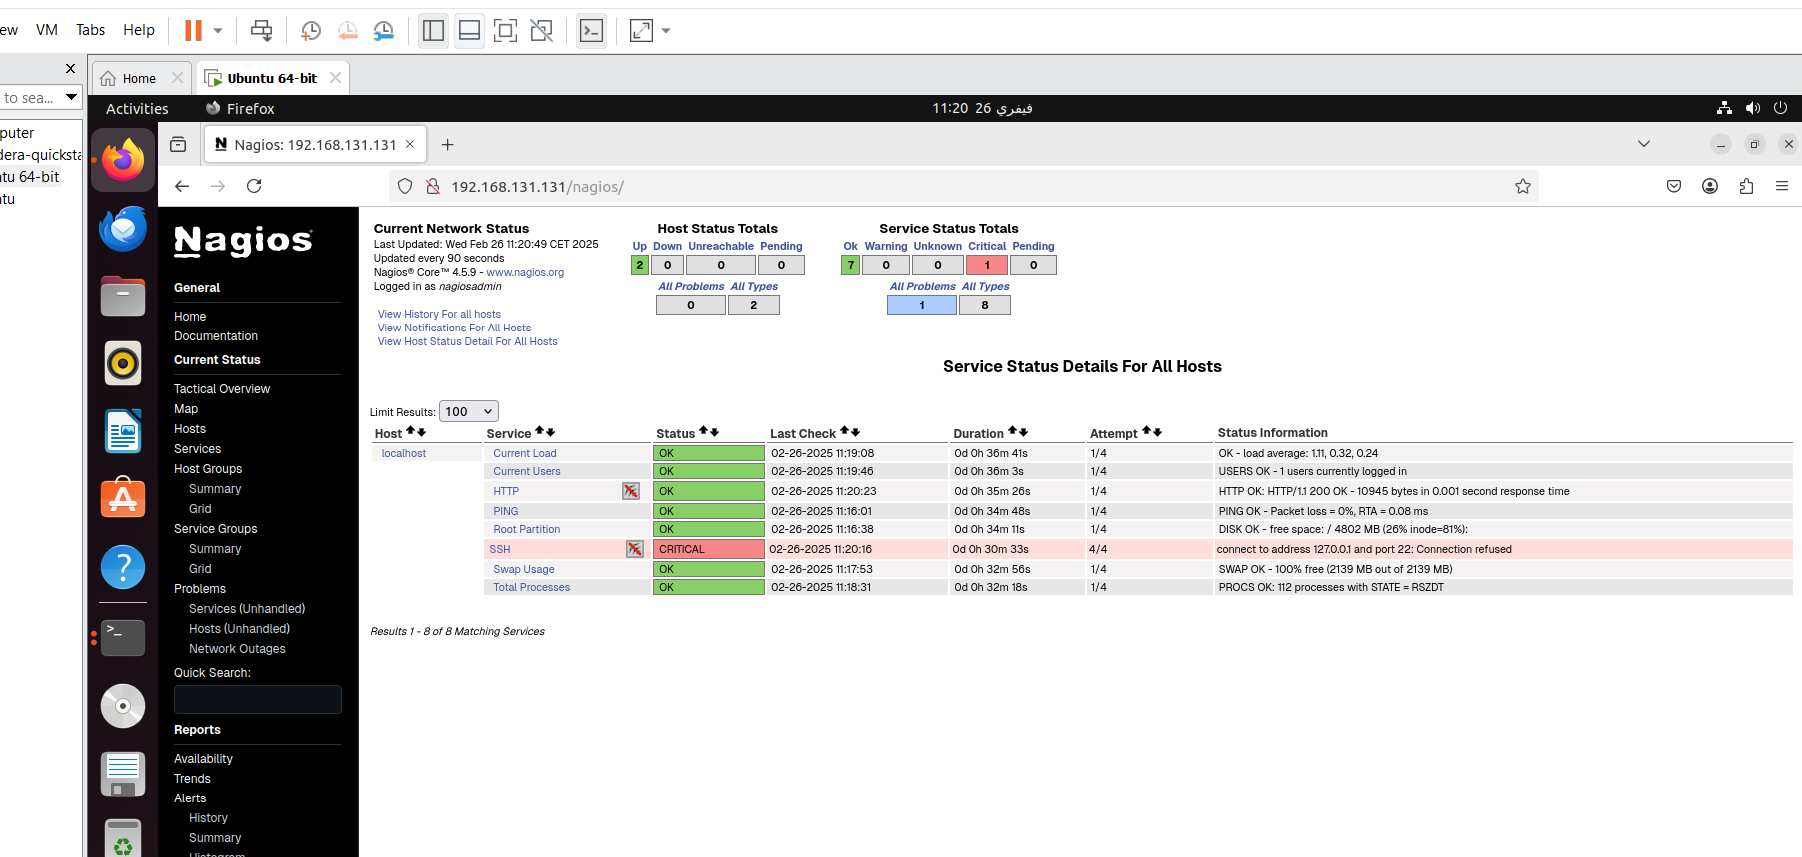 ew VM Tabs Help
Home
Ubuntu 64-bit
to sea...
Activities
Firefox
11:20 26 فيفري
puter
dera-quicksta
tu 64-bit
tu
Nagios: 192.168.131.131
192.168.131.131/nagios/
Nagios
General
Home
Documentation
Current Status
Tactical Overview
Map
Hosts
Services
Host Groups
Summary
Grid
Service Groups
Summary
Grid
Problems
Services (Unhandled)
Hosts (Unhandled)
Network Outages
Quick Search:
Reports
Availability
Trends
Alerts
History
Summary
Histogram
Current Network Status
Last Updated: Wed Feb 26 11:20:49 CET 2025
Updated every 90 seconds
Nagios® Core™ 4.5.9 - www.nagios.org
Logged in as nagiosadmin
View History For all hosts
View Notifications For All Hosts
View Host Status Detail For All Hosts
Host Status Totals
Up Down Unreachable Pending
2 0 0 0
All Problems All Types
0 2
Service Status Totals
Ok Warning Unknown Critical Pending
7 0 0 1 0
All Problems All Types
1 8
Service Status Details For All Hosts
Limit Results: 100
Host Service Status Last Check Duration Attempt Status Information
localhost Current Load OK 02-26-2025 11:19:08 0d 0h 36m 41s 1/4 OK - load average: 1.11, 0.32, 0.24
Current Users OK 02-26-2025 11:19:46 0d 0h 36m 3s 1/4 USERS OK - 1 users currently logged in
HTTP OK 02-26-2025 11:20:23 0d 0h 35m 26s 1/4 HTTP OK: HTTP/1.1 200 OK - 10945 bytes in 0.001 second response time
PING OK 02-26-2025 11:16:01 0d 0h 34m 48s 1/4 PING OK - Packet loss = 0%, RTA = 0.08 ms
Root Partition OK 02-26-2025 11:16:38 0d 0h 34m 11s 1/4 DISK OK - free space: / 4802 MB (26% inode=81%):
SSH CRITICAL 02-26-2025 11:20:16 0d 0h 30m 33s 4/4 connect to address 127.0.0.1 and port 22: Connection refused
Swap Usage OK 02-26-2025 11:17:53 0d 0h 32m 56s 1/4 SWAP OK - 100% free (2139 MB out of 2139 MB)
Total Processes OK 02-26-2025 11:18:31 0d 0h 32m 18s 1/4 PROCS OK: 112 processes with STATE = RSZDT
Results 1 - 8 of 8 Matching Services